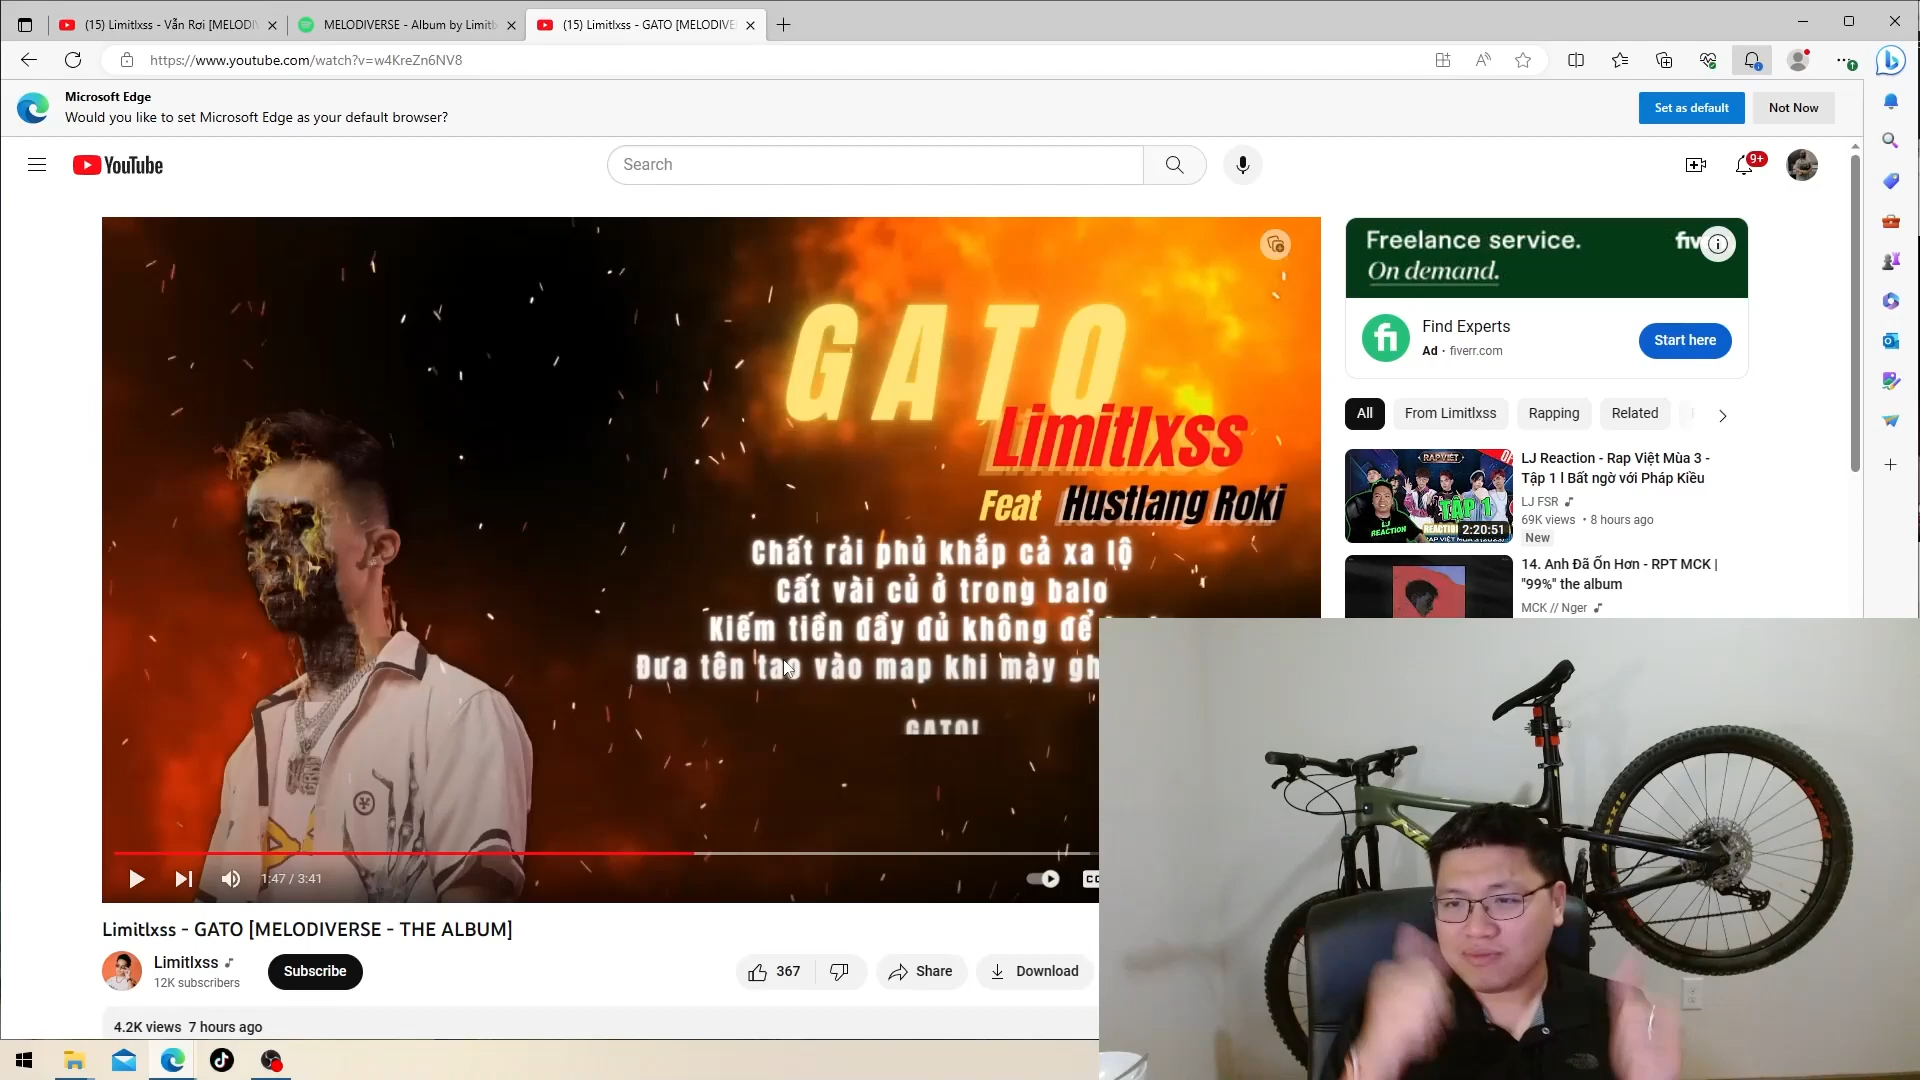 (15) Limitlxss - Vẫn Rơi [MELODI
MELODIVERSE - Album by Limitl
(15) Limitlxss - GATO [MELODIVE
https://www.youtube.com/watch?v=w4KreZn6NV8
Microsoft Edge
Would you like to set Microsoft Edge as your default browser?
Set as default
Not Now
YouTube
Search
9+
GATO
Limitlxss
Feat Hustlang Roki
Chất rải phủ khắp cả xa lộ
Cất vài củ ở trong balo
Kiếm tiền đầy đủ không để
Đưa tên tao vào map khi mày gh
GATO!
1:47 / 3:41
Freelance service.
On demand.
Find Experts
Ad · fiverr.com
Start here
All
From Limitlxss
Rapping
Related
RAP VIỆT
LJ REACTION
TẬP 1
2:20:51
LJ Reaction - Rap Việt Mùa 3 -
Tập 1 l Bất ngờ với Pháp Kiều
LJ FSR
69K views • 8 hours ago
New
14. Anh Đã Ổn Hơn - RPT MCK |
"99%" the album
MCK // Nger
Limitlxss - GATO [MELODIVERSE - THE ALBUM]
Limitlxss
12K subscribers
Subscribe
367
Share
Download
4.2K views 7 hours ago
MAXXIS